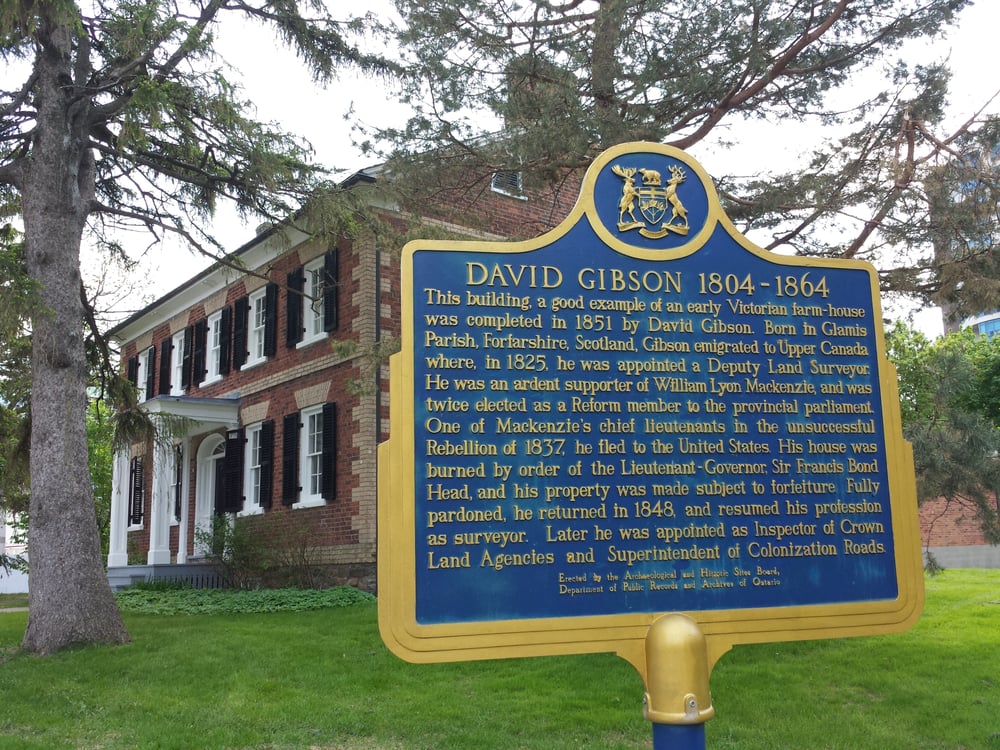 DAVID GIBSON 1804-1864
This building, a good example of an early Victorian farm-house
was completed in 1851 by David Gibson. Born in Glamis
Parish, Forfarshire, Scotland, Gibson emigrated to Upper Canada
where, in 1825, he was appointed a Deputy Land Surveyor.
He was an ardent supporter of William Lyon Mackenzie, and was
twice elected as a Reform member to the provincial parliament.
One of Mackenzie's chief lieutenants in the unsuccessful
Rebellion of 1837, he fled to the United States. His house was
burned by order of the Lieutenant-Governor, Sir Francis Bond
Head, and his property was made subject to forfeiture. Fully
pardoned, he returned in 1848, and resumed his profession
as surveyor. Later he was appointed as Inspector of Crown
Land Agencies and Superintendent of Colonization Roads.
Erected by the Archaeological and Historic Sites Board,
Department of Public Records and Archives of Ontario